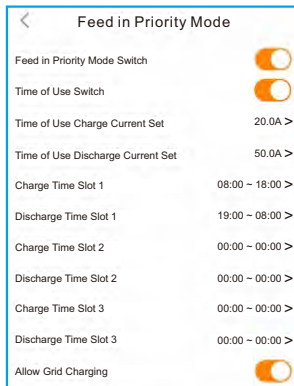 Feed in Priority Mode
Feed in Priority Mode Switch
Time of Use Switch
Time of Use Charge Current Set 20.0A >
Time of Use Discharge Current Set 50.0A >
Charge Time Slot 1 08:00 ~ 18:00 >
Discharge Time Slot 1 19:00 ~ 08:00 >
Charge Time Slot 2 00:00 ~ 00:00 >
Discharge Time Slot 2 00:00 ~ 00:00 >
Charge Time Slot 3 00:00 ~ 00:00 >
Discharge Time Slot 3 00:00 ~ 00:00 >
Allow Grid Charging